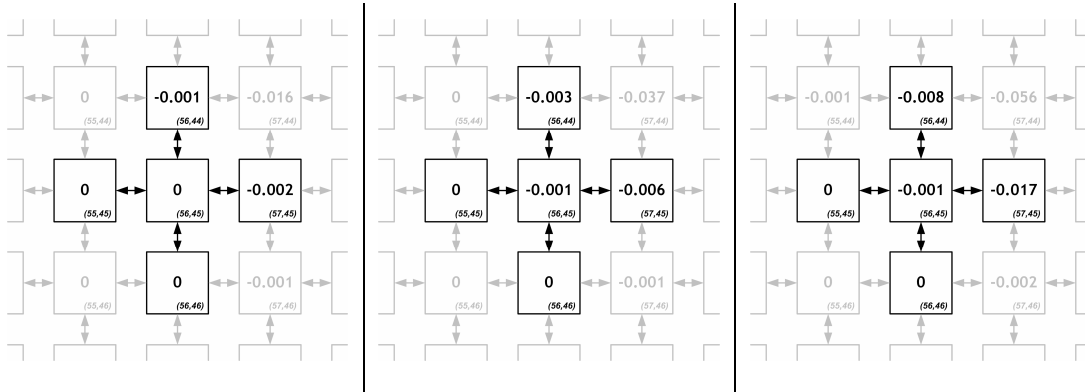 0 -0.001 -0.016
(55,44) (56,44) (57,44)
0 0 -0.002
(55,45) (56,45) (57,45)
0 0 -0.001
(55,46) (56,46) (57,46)
0 -0.003 -0.037
(55,44) (56,44) (57,44)
0 -0.001 -0.006
(55,45) (56,45) (57,45)
0 0 -0.001
(55,46) (56,46) (57,46)
-0.001 -0.008 -0.056
(55,44) (56,44) (57,44)
0 -0.001 -0.017
(55,45) (56,45) (57,45)
0 0 -0.002
(55,46) (56,46) (57,46)